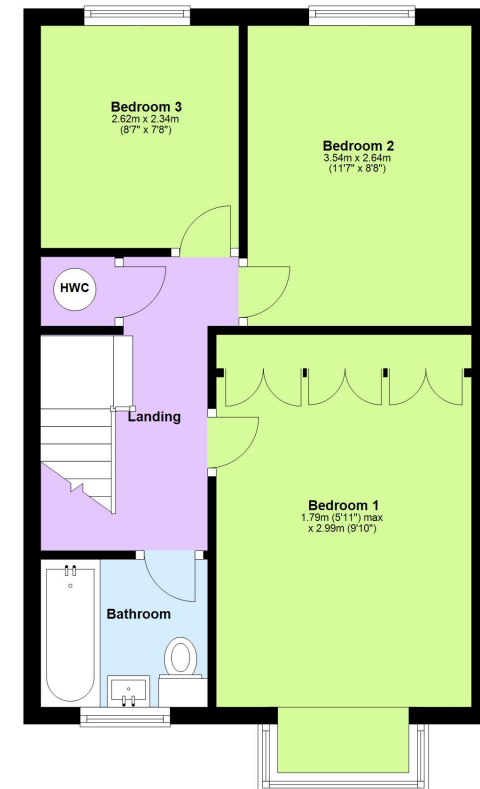 Bedroom 3
2.62m x 2.34m
(8'7" x 7'8")
Bedroom 2
3.54m x 2.64m
(11'7" x 8'8")
HWC
Landing
Bedroom 1
1.79m (5'11") max
x 2.99m (9'10")
Bathroom